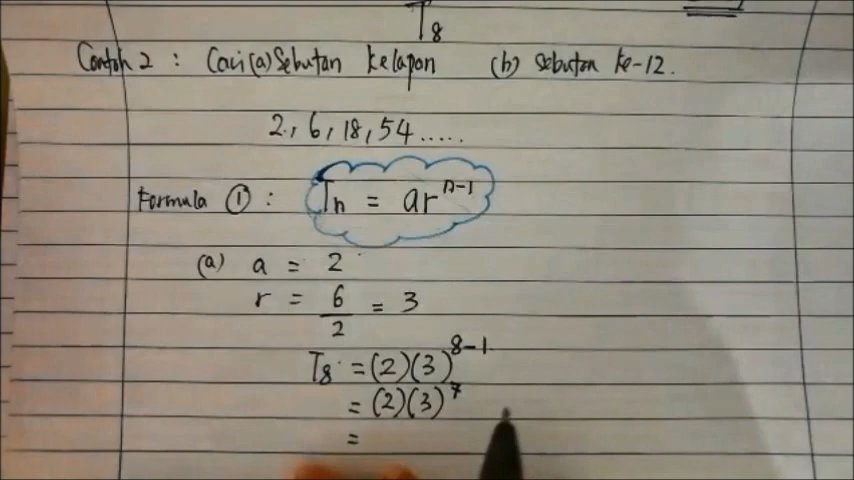 T₈
Contoh 2 : Cari (a) Sebutan kelapan (b) sebutan ke-12.
2, 6, 18, 54 .....
Formula ① : Tₙ = arⁿ⁻¹
(a) a = 2
r = 6/2 = 3
T₈ = (2)(3)⁸⁻¹
= (2)(3)⁷
=